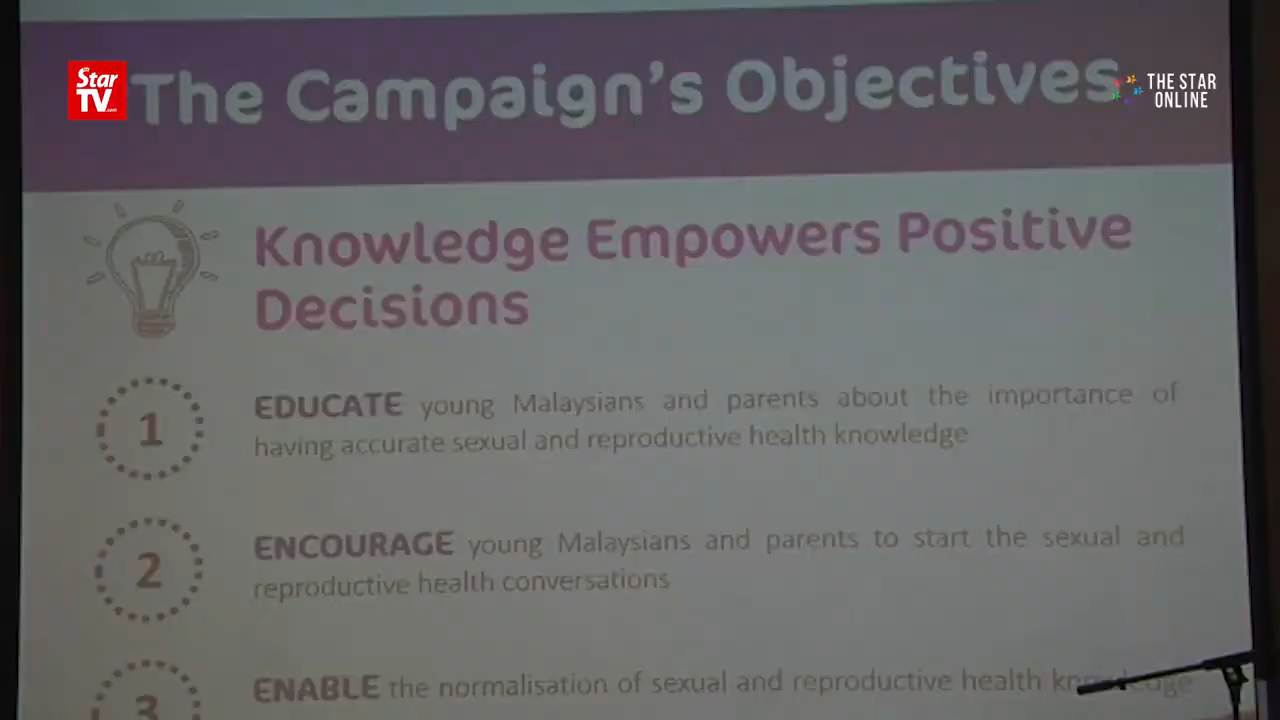 Star
TV.com
The Campaign's Objectives
THE STAR
ONLINE
Knowledge Empowers Positive
Decisions
1
EDUCATE young Malaysians and parents about the importance of
having accurate sexual and reproductive health knowledge
2
ENCOURAGE young Malaysians and parents to start the sexual and
reproductive health conversations
3
ENABLE the normalisation of sexual and reproductive health knowledge